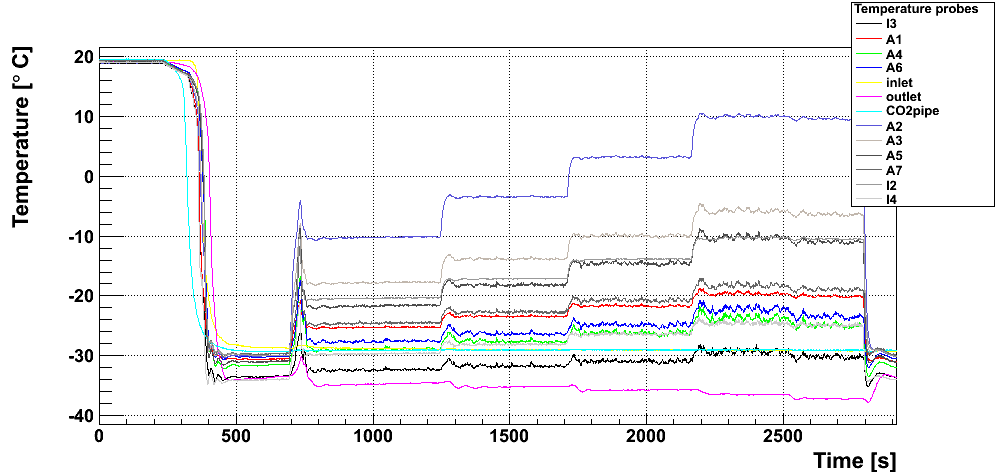 Temperature probes
I3
A1
A4
A6
inlet
outlet
CO2pipe
A2
A3
A5
A7
I2
I4
Temperature [° C]
20
10
0
-10
-20
-30
-40
0
500
1000
1500
2000
2500
Time [s]